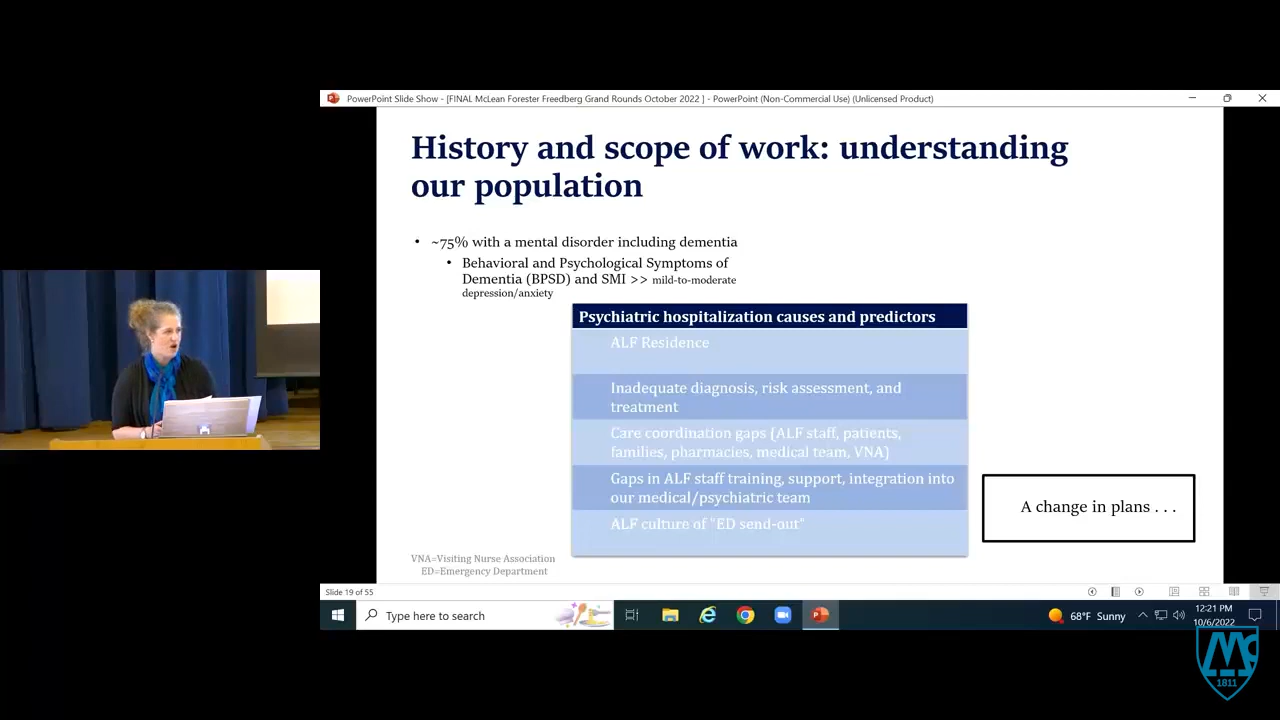 PowerPoint Slide Show - [FINAL McLean Forester Freedberg Grand Rounds October 2022 ] - PowerPoint (Non-Commercial Use) (Unlicensed Product)
History and scope of work: understanding
our population
• ~75% with a mental disorder including dementia
• Behavioral and Psychological Symptoms of
Dementia (BPSD) and SMI >> mild-to-moderate
depression/anxiety
Psychiatric hospitalization causes and predictors
ALF Residence
Inadequate diagnosis, risk assessment, and
treatment
Care coordination gaps (ALF staff, patients,
families, pharmacies, medical team, VNA)
Gaps in ALF staff training, support, integration into
our medical/psychiatric team
ALF culture of "ED send-out"
A change in plans . . .
VNA=Visiting Nurse Association
ED=Emergency Department
Slide 19 of 55
Type here to search
68°F Sunny
12:21 PM
10/6/2022
1811